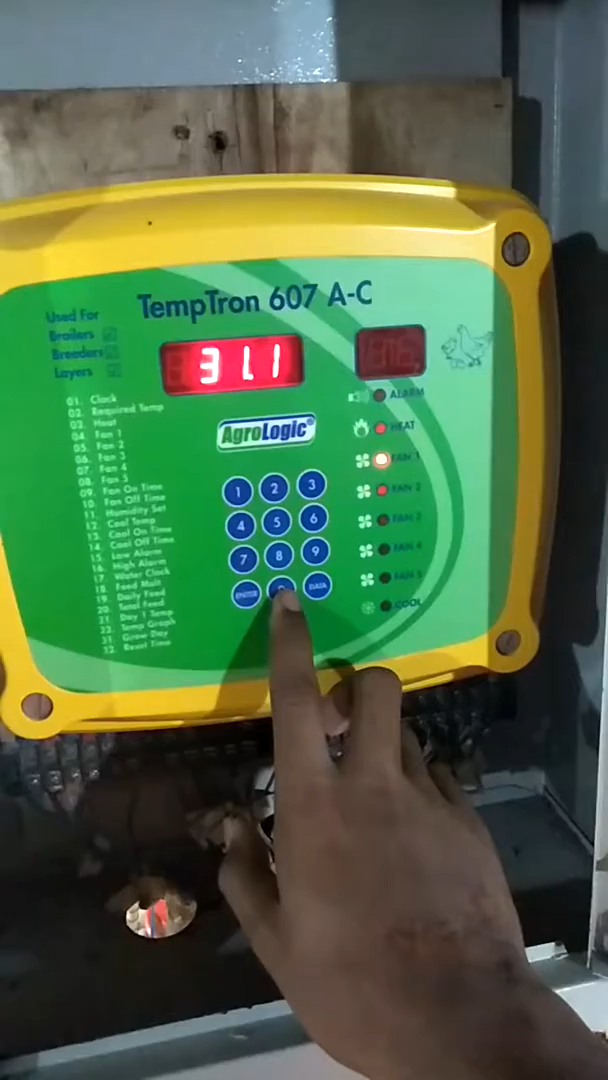 TempTron 607 A-C
Used For
Broilers
Breeders
Layers
31.1
01. Clock
02. Required Temp
03. Heat
04. Fan 1
05. Fan 2
06. Fan 3
07. Fan 4
08. Fan 5
09. Fan On Time
10. Fan Off Time
11. Humidity Set
12. Cool Temp
13. Cool On Time
14. Cool Off Time
15. Low Alarm
16. High Alarm
17. Water Clock
18. Feed Mult
19. Daily Feed
20. Total Feed
21. Day 1 Temp
22. Temp Graph
31. Grow Day
32. Reset Time
AgroLogic®
1 2 3
4 5 6
7 8 9
ENTER DATA
ALARM
HEAT
FAN 1
FAN 2
FAN 3
FAN 4
FAN 5
COOL